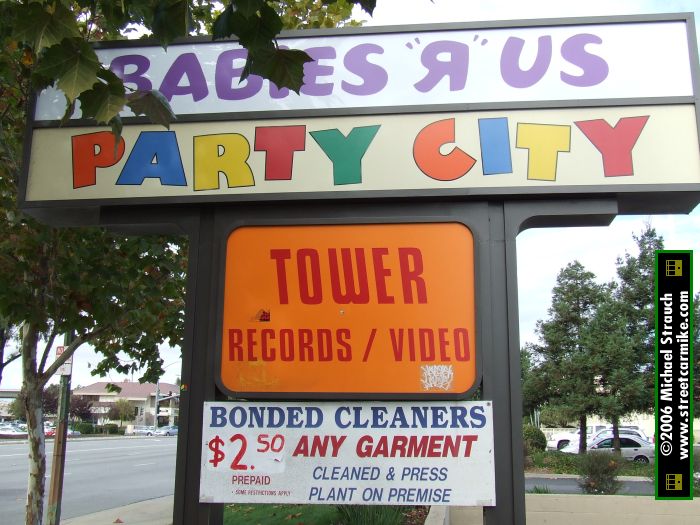 BABIES "R" US
PARTY CITY
TOWER
RECORDS / VIDEO
BONDED CLEANERS
$2.50 ANY GARMENT
PREPAID
CLEANED & PRESS
• SOME RESTRICTIONS APPLY
PLANT ON PREMISE
©2006 Michael Strauch
www.streetcarmike.com